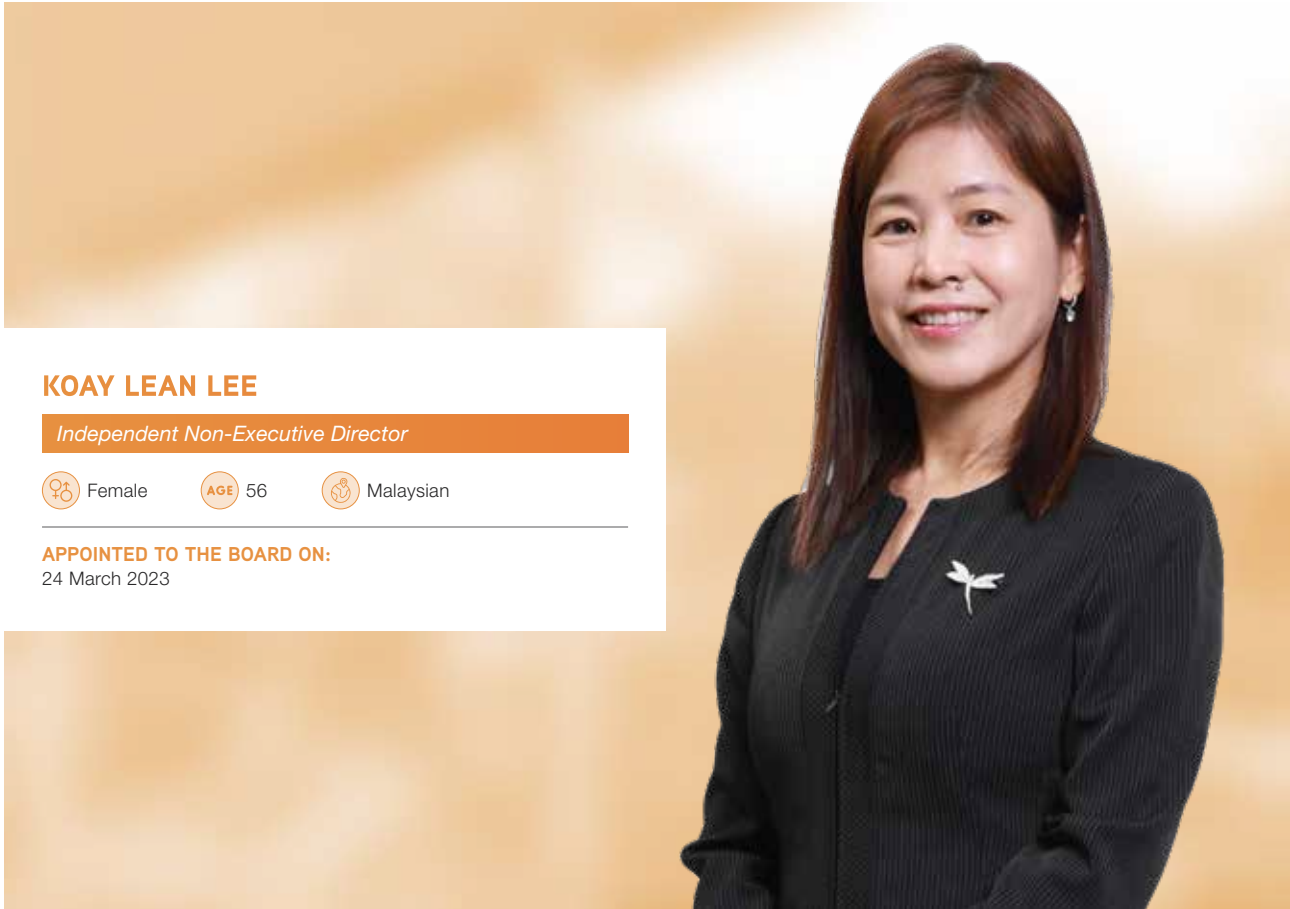 KOAY LEAN LEE
Independent Non-Executive Director
Female AGE 56 Malaysian
APPOINTED TO THE BOARD ON:
24 March 2023